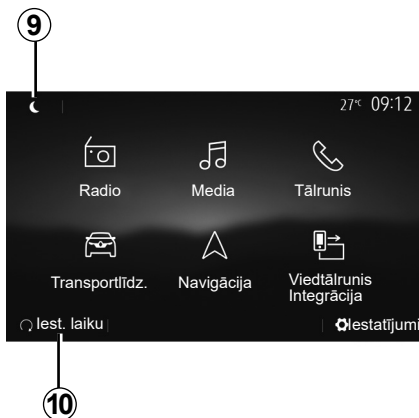 9
27°C 09:12
Radio Media Tālrunis
Transportlīdz. Navigācija Viedtālrunis
Integrācija
Iest. laiku Iestatījumi
10